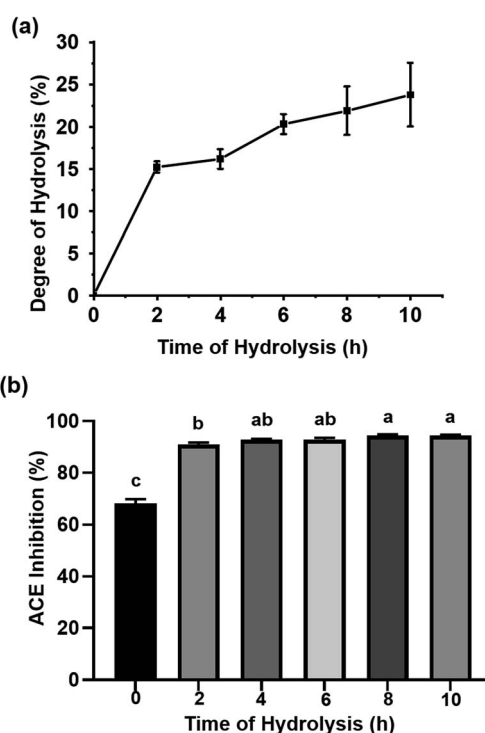 (a)
30
25
20
15
10
5
0
Degree of Hydrolysis (%)
0 2 4 6 8 10
Time of Hydrolysis (h)
(b)
100
80
60
40
20
0
ACE Inhibition (%)
c b ab ab a a
0 2 4 6 8 10
Time of Hydrolysis (h)